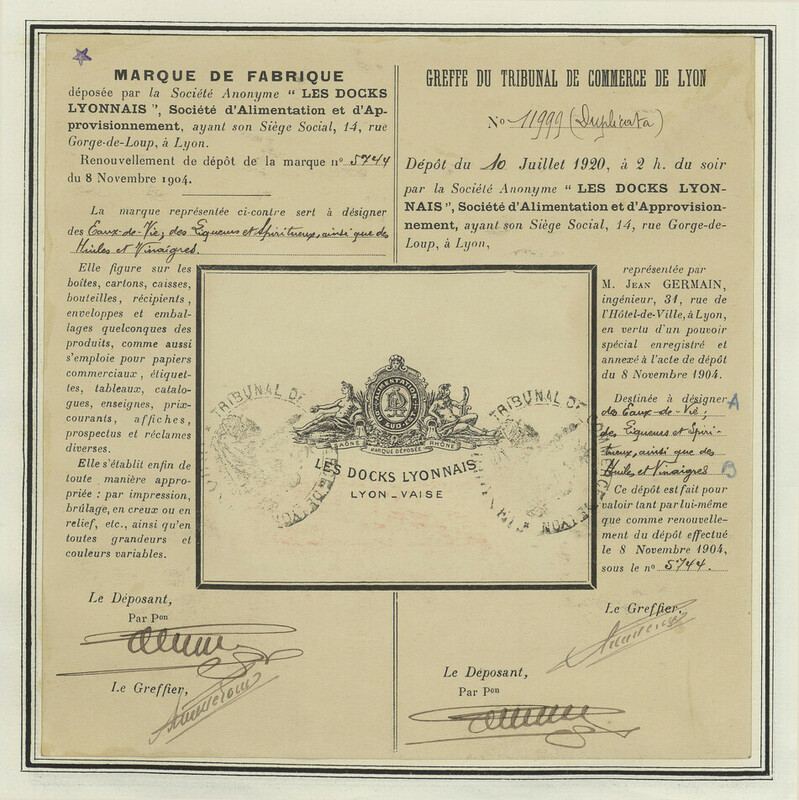 MARQUE DE FABRIQUE
déposée par la Société Anonyme “ LES DOCKS
LYONNAIS ”, Société d'Alimentation et d'Ap-
provisionnement, ayant son Siège Social, 14, rue
Gorge-de-Loup, à Lyon.
Renouvellement de dépôt de la marque n° 5744
du 8 Novembre 1904.
La marque représentée ci-contre sert à désigner
des Eaux-de-Vie, des Liqueurs et Spiritueux, ainsi que des
Huiles et Vinaigres.
Elle figure sur les
boîtes, cartons, caisses,
bouteilles, récipients,
enveloppes et embal-
lages quelconques des
produits, comme aussi
s'emploie pour papiers
commerciaux, étiquet-
tes, tableaux, catalo-
gues, enseignes, prix-
courants, affiches,
prospectus et réclames
diverses.
Elle s'établit enfin de
toute manière appro-
priée : par impression,
brûlage, en creux ou en
relief, etc., ainsi qu'en
toutes grandeurs et
couleurs variables.
Le Déposant,
Par Pon
Le Greffier,
GREFFE DU TRIBUNAL DE COMMERCE DE LYON
No 11999 (Duplicata)
Dépôt du 10 Juillet 1920, à 2 h. du soir
par la Société Anonyme “ LES DOCKS LYON-
NAIS ”, Société d'Alimentation et d'Approvision-
nement, ayant son Siège Social, 14, rue Gorge-de-
Loup, à Lyon,
représentée par
M. JEAN GERMAIN,
ingénieur, 31, rue de
l'Hôtel-de-Ville, à Lyon,
en vertu d'un pouvoir
spécial enregistré et
annexé à l'acte de dépôt
du 8 Novembre 1904.
Destinée à désigner A
des Eaux-de-Vie,
des Liqueurs et Spiri-
tueux, ainsi que des
Huiles et Vinaigres B
Ce dépôt est fait pour
valoir tant par lui-même
que comme renouvelle-
ment du dépôt effectué
le 8 Novembre 1904,
sous le n° 5744.
Le Greffier,
Le Déposant,
Par Pon
ALIMENTATION
DL
SUD-EST
SAÔNE RHÔNE
MARQUE DÉPOSÉE
LES DOCKS LYONNAIS
LYON_VAISE
TRIBUNAL DE
DE LYON
TRIBUNAL DE
LYON